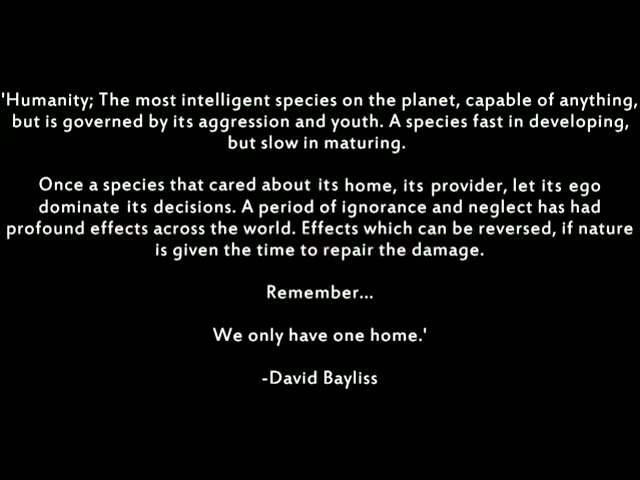 'Humanity; The most intelligent species on the planet, capable of anything,
but is governed by its aggression and youth. A species fast in developing,
but slow in maturing.
Once a species that cared about its home, its provider, let its ego
dominate its decisions. A period of ignorance and neglect has had
profound effects across the world. Effects which can be reversed, if nature
is given the time to repair the damage.
Remember...
We only have one home.'
-David Bayliss